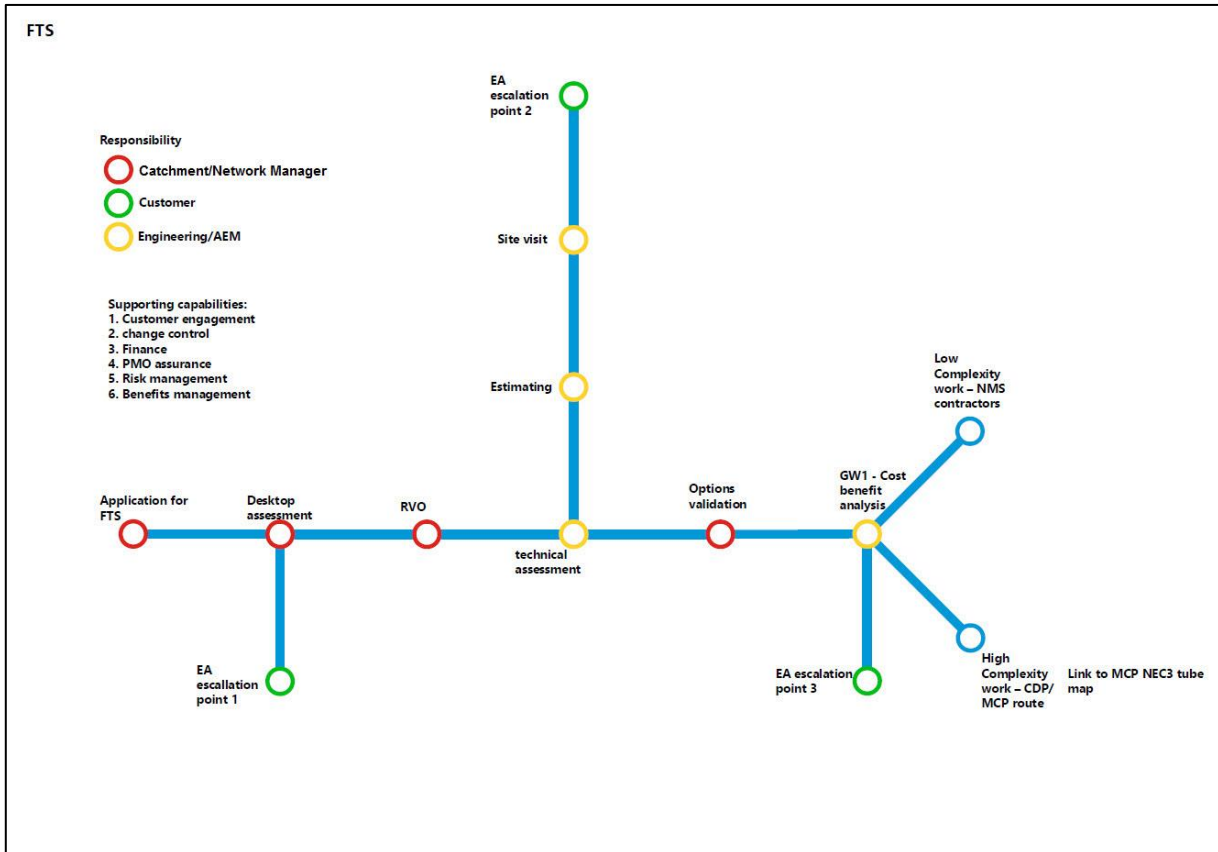 FTS
EA
escalation
point 2
Responsibility
Catchment/Network Manager
Customer
Engineering/AEM
Site visit
Supporting capabilities:
1. Customer engagement
2. change control
3. Finance
4. PMO assurance
5. Risk management
6. Benefits management
Estimating
Low
Complexity
work – NMS
contractors
Application for
FTS
Desktop
assessment
RVO
technical
assessment
Options
validation
GW1 - Cost
benefit
analysis
EA
escallation
point 1
EA escalation
point 3
High
Complexity
work – CDP/
MCP route
Link to MCP NEC3 tube
map